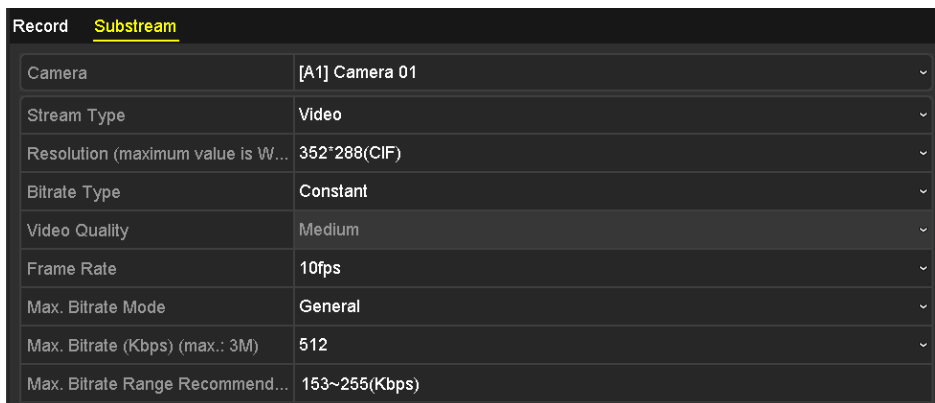 Record Substream
Camera [A1] Camera 01
Stream Type Video
Resolution (maximum value is W... 352*288(CIF)
Bitrate Type Constant
Video Quality Medium
Frame Rate 10fps
Max. Bitrate Mode General
Max. Bitrate (Kbps) (max.: 3M) 512
Max. Bitrate Range Recommend... 153~255(Kbps)